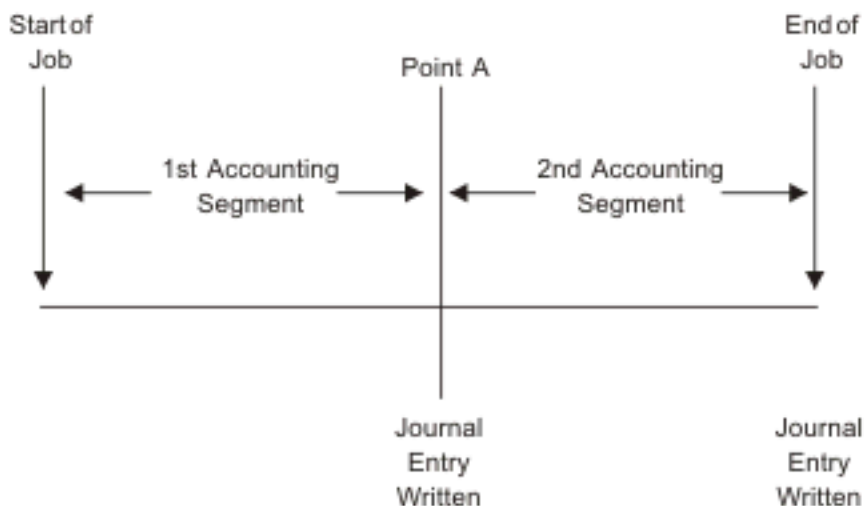 Start of
Job
Point A
End of
Job
1st Accounting
Segment
2nd Accounting
Segment
Journal
Entry
Written
Journal
Entry
Written